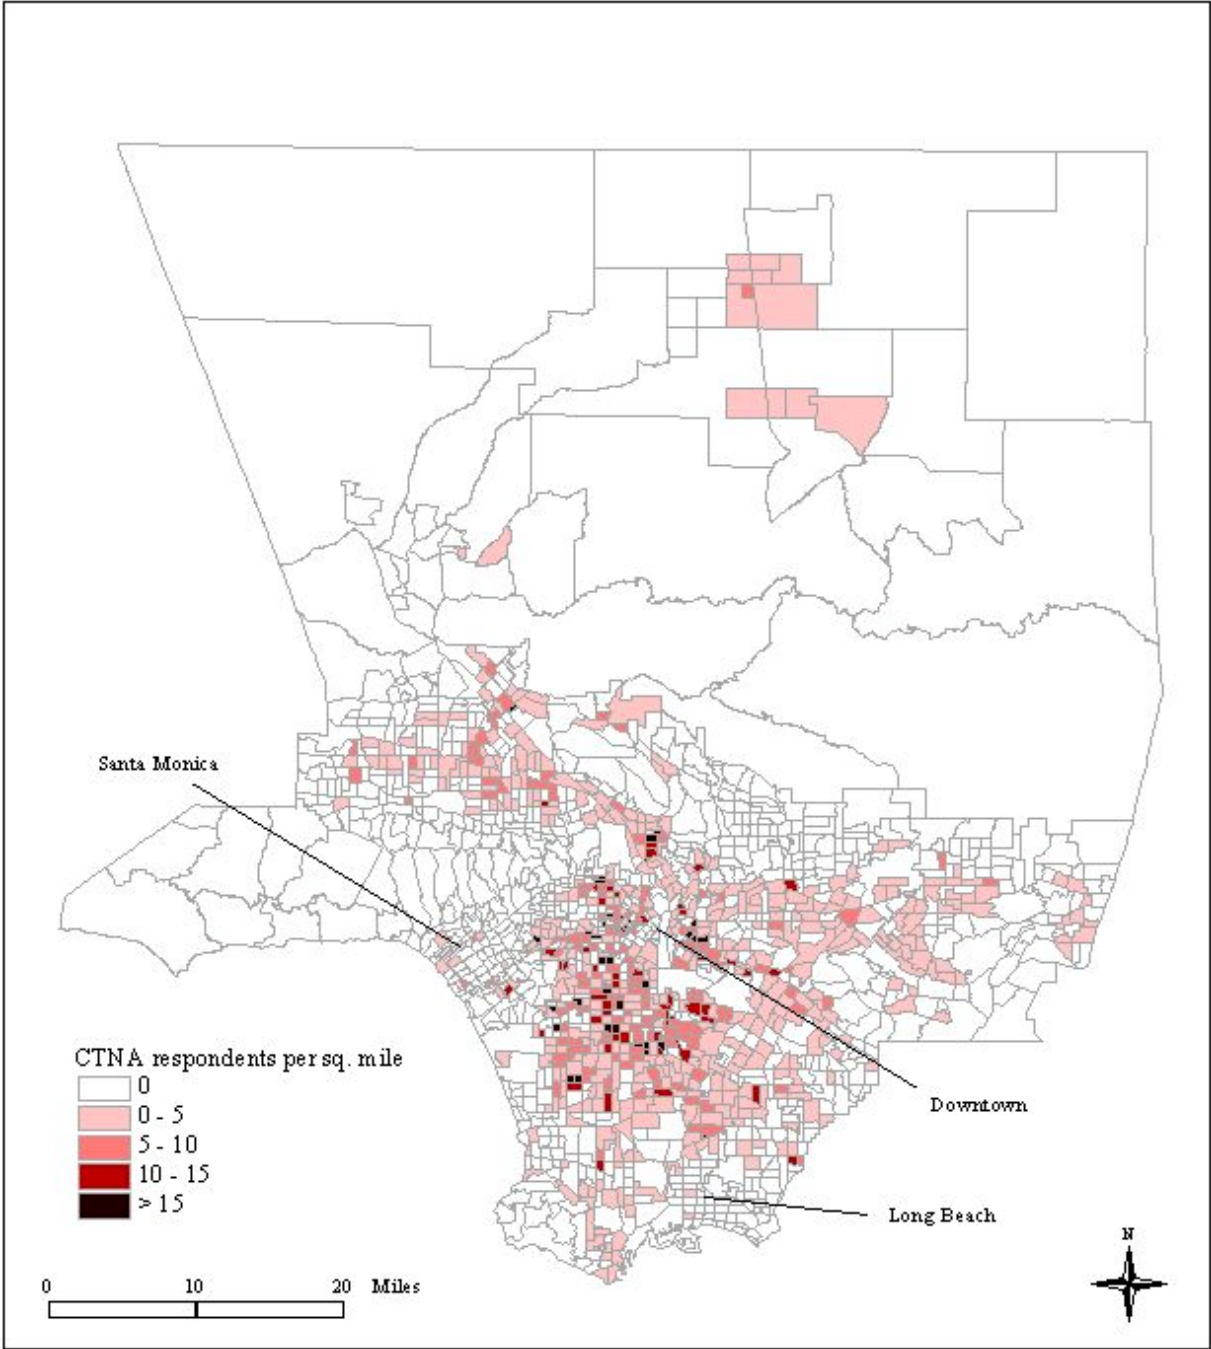 Santa Monica
CTNA respondents per sq. mile
0
0 - 5
5 - 10
10 - 15
> 15
Downtown
Long Beach
N
0 10 20 Miles